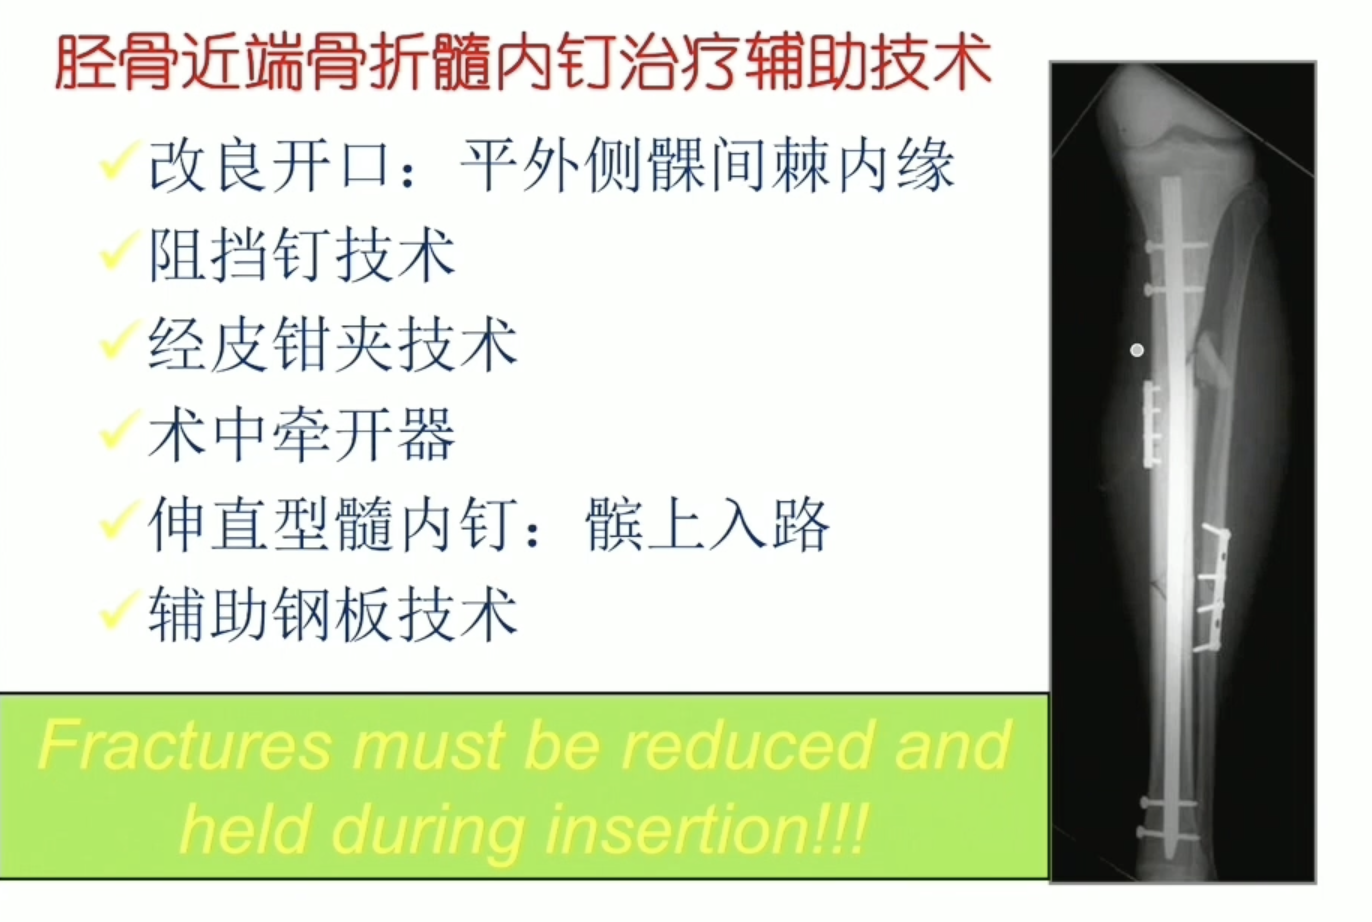 胫骨近端骨折髓内钉治疗辅助技术
改良开口：平外侧髁间棘内缘
阻挡钉技术
经皮钳夹技术
术中牵开器
伸直型髓内钉：髌上入路
辅助钢板技术
Fractures must be reduced and
held during insertion!!!